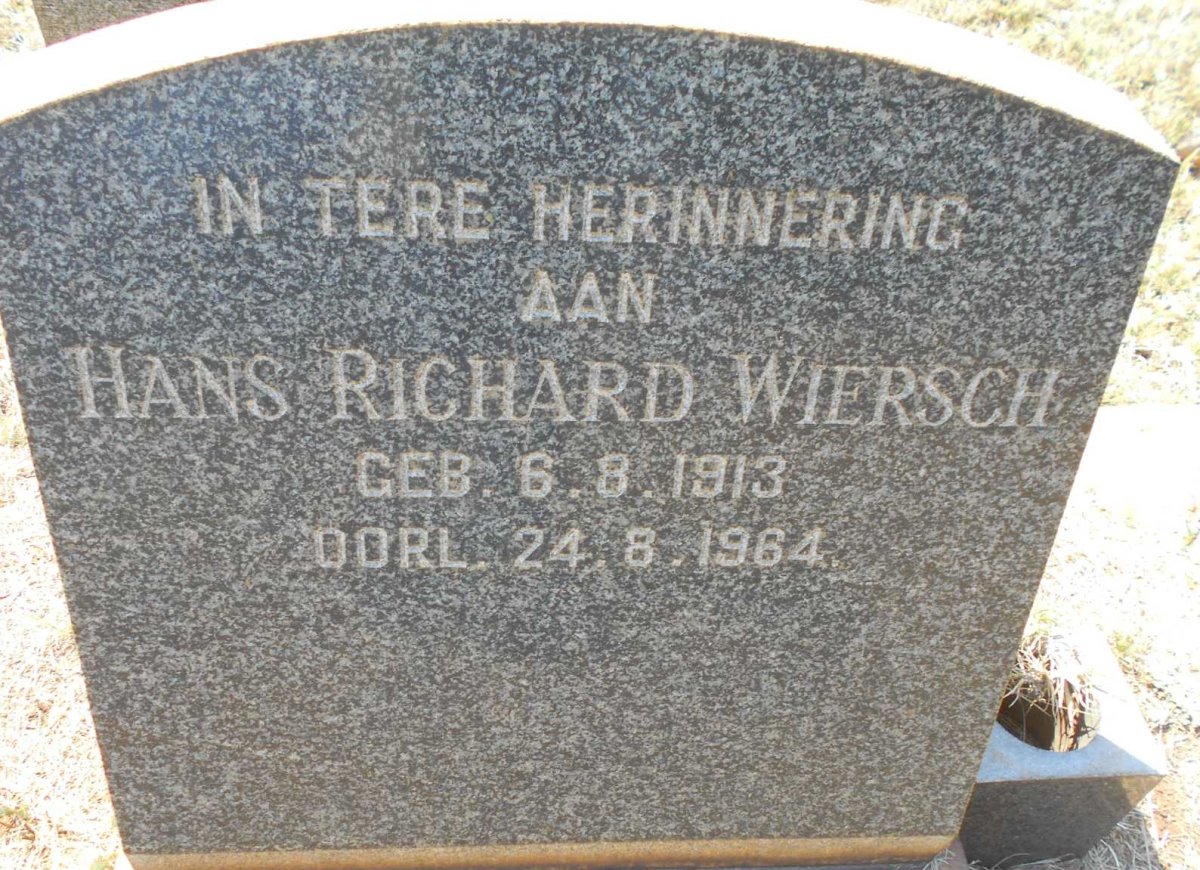 IN TERE HERINNERING
AAN
HANS RICHARD WIERSCH
GEB. 6.8.1913
OORL. 24.8.1964.